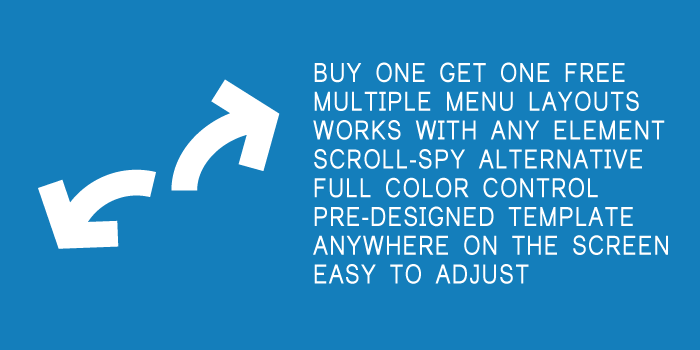 BUY ONE GET ONE FREE
MULTIPLE MENU LAYOUTS
WORKS WITH ANY ELEMENT
SCROLL-SPY ALTERNATIVE
FULL COLOR CONTROL
PRE-DESIGNED TEMPLATE
ANYWHERE ON THE SCREEN
EASY TO ADJUST